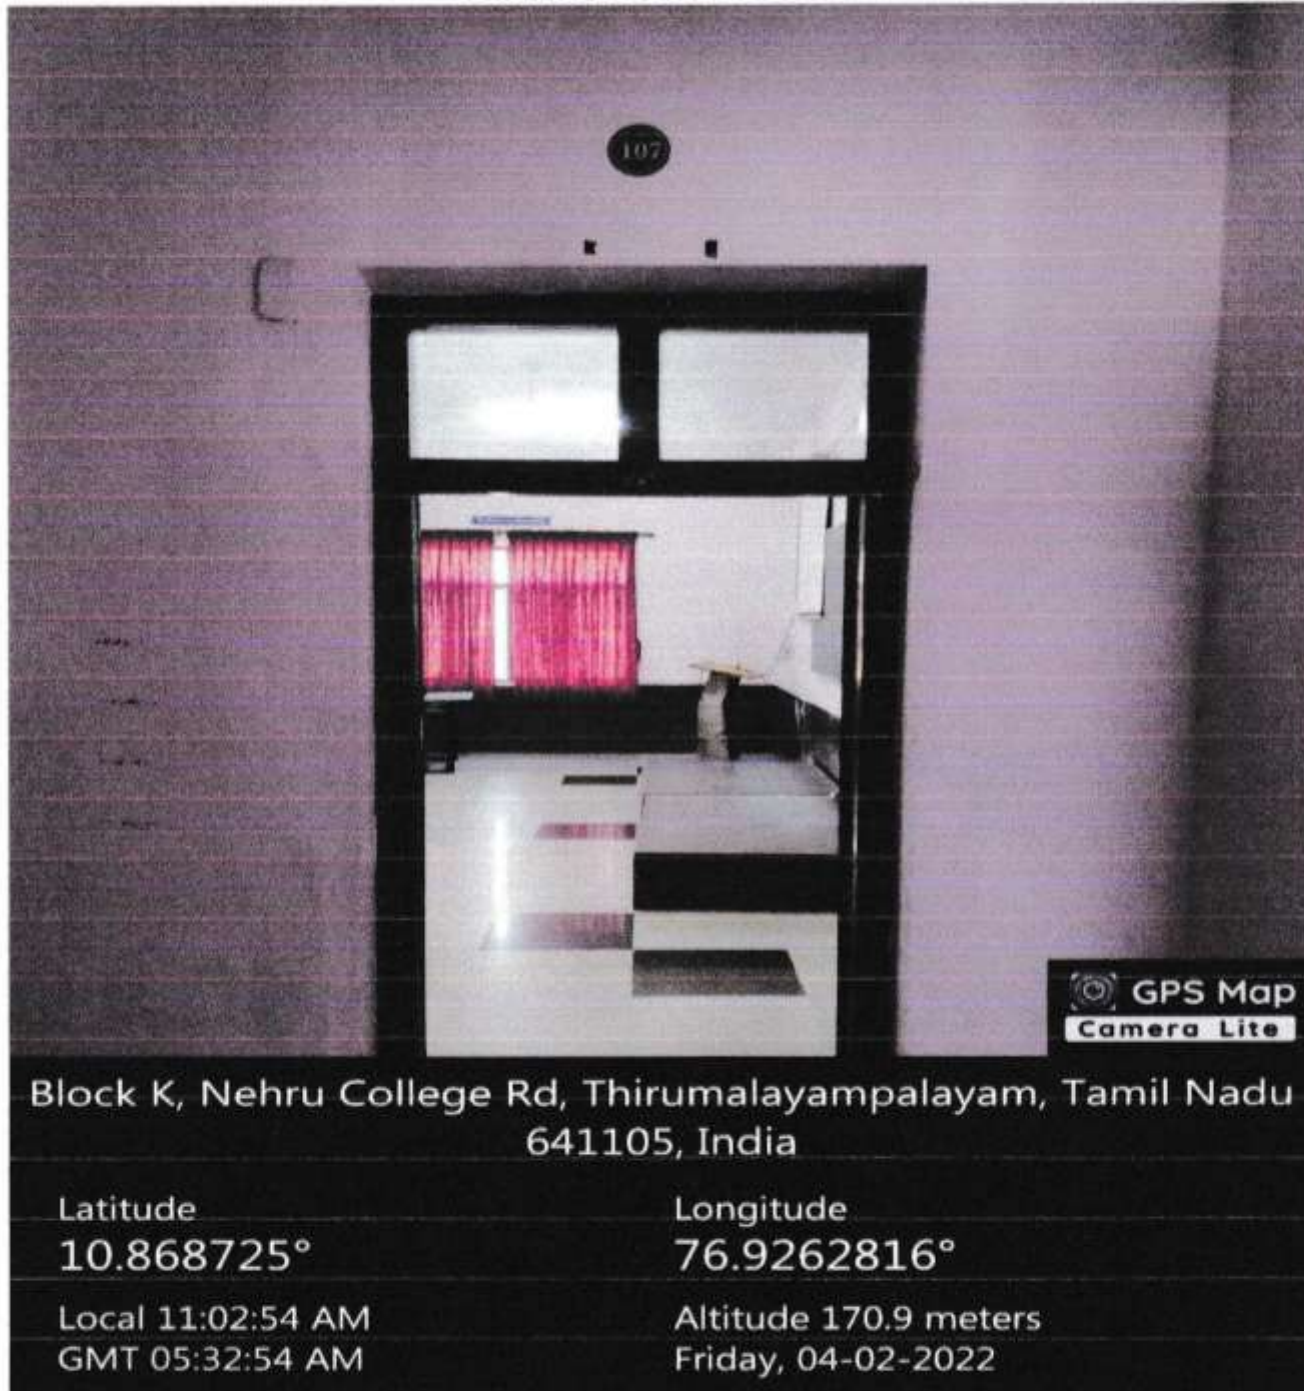 107
GPS Map
Camera Lite
Block K, Nehru College Rd, Thirumalayampalayam, Tamil Nadu
641105, India
Latitude
10.868725°
Longitude
76.9262816°
Local 11:02:54 AM
GMT 05:32:54 AM
Altitude 170.9 meters
Friday, 04-02-2022